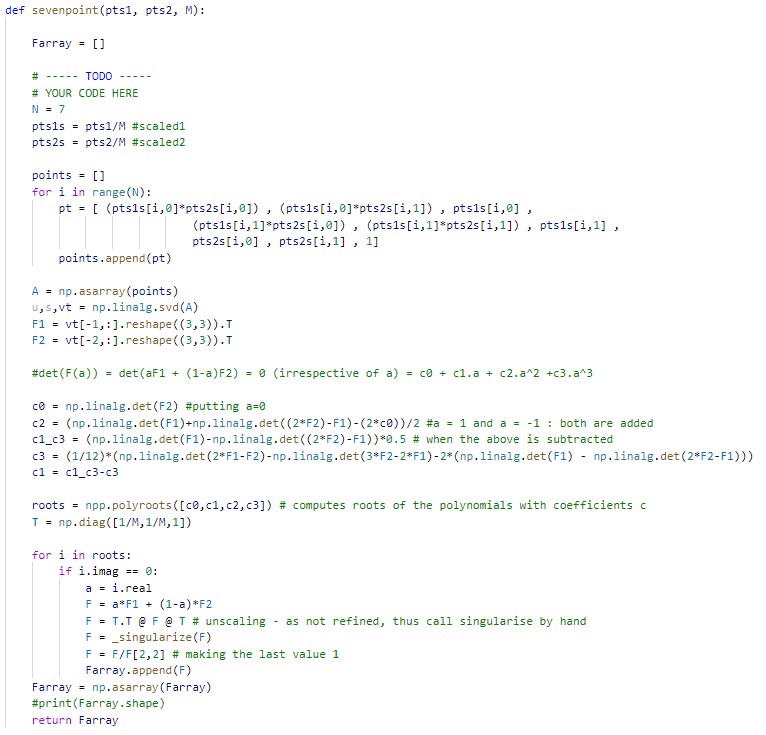 def sevenpoint(pts1, pts2, M):
Farray = []
# ----- TODO -----
# YOUR CODE HERE
N = 7
pts1s = pts1/M #scaled1
pts2s = pts2/M #scaled2
points = []
for i in range(N):
pt = [ (pts1s[i,0]*pts2s[i,0]) , (pts1s[i,0]*pts2s[i,1]) , pts1s[i,0] ,
(pts1s[i,1]*pts2s[i,0]) , (pts1s[i,1]*pts2s[i,1]) , pts1s[i,1] ,
pts2s[i,0] , pts2s[i,1] , 1]
points.append(pt)
A = np.asarray(points)
u,s,vt = np.linalg.svd(A)
F1 = vt[-1,:].reshape((3,3)).T
F2 = vt[-2,:].reshape((3,3)).T
#det(F(a)) = det(aF1 + (1-a)F2) = 0 (irrespective of a) = c0 + c1.a + c2.a^2 +c3.a^3
c0 = np.linalg.det(F2) #putting a=0
c2 = (np.linalg.det(F1)+np.linalg.det((2*F2)-F1)-(2*c0))/2 #a = 1 and a = -1 : both are added
c1_c3 = (np.linalg.det(F1)-np.linalg.det((2*F2)-F1))*0.5 # when the above is subtracted
c3 = (1/12)*(np.linalg.det(2*F1-F2)-np.linalg.det(3*F2-2*F1)-2*(np.linalg.det(F1) - np.linalg.det(2*F2-F1)))
c1 = c1_c3-c3
roots = npp.polyroots([c0,c1,c2,c3]) # computes roots of the polynomials with coefficients c
T = np.diag([1/M,1/M,1])
for i in roots:
if i.imag == 0:
a = i.real
F = a*F1 + (1-a)*F2
F = T.T @ F @ T # unscaling - as not refined, thus call singularise by hand
F = _singularize(F)
F = F/F[2,2] # making the last value 1
Farray.append(F)
Farray = np.asarray(Farray)
#print(Farray.shape)
return Farray